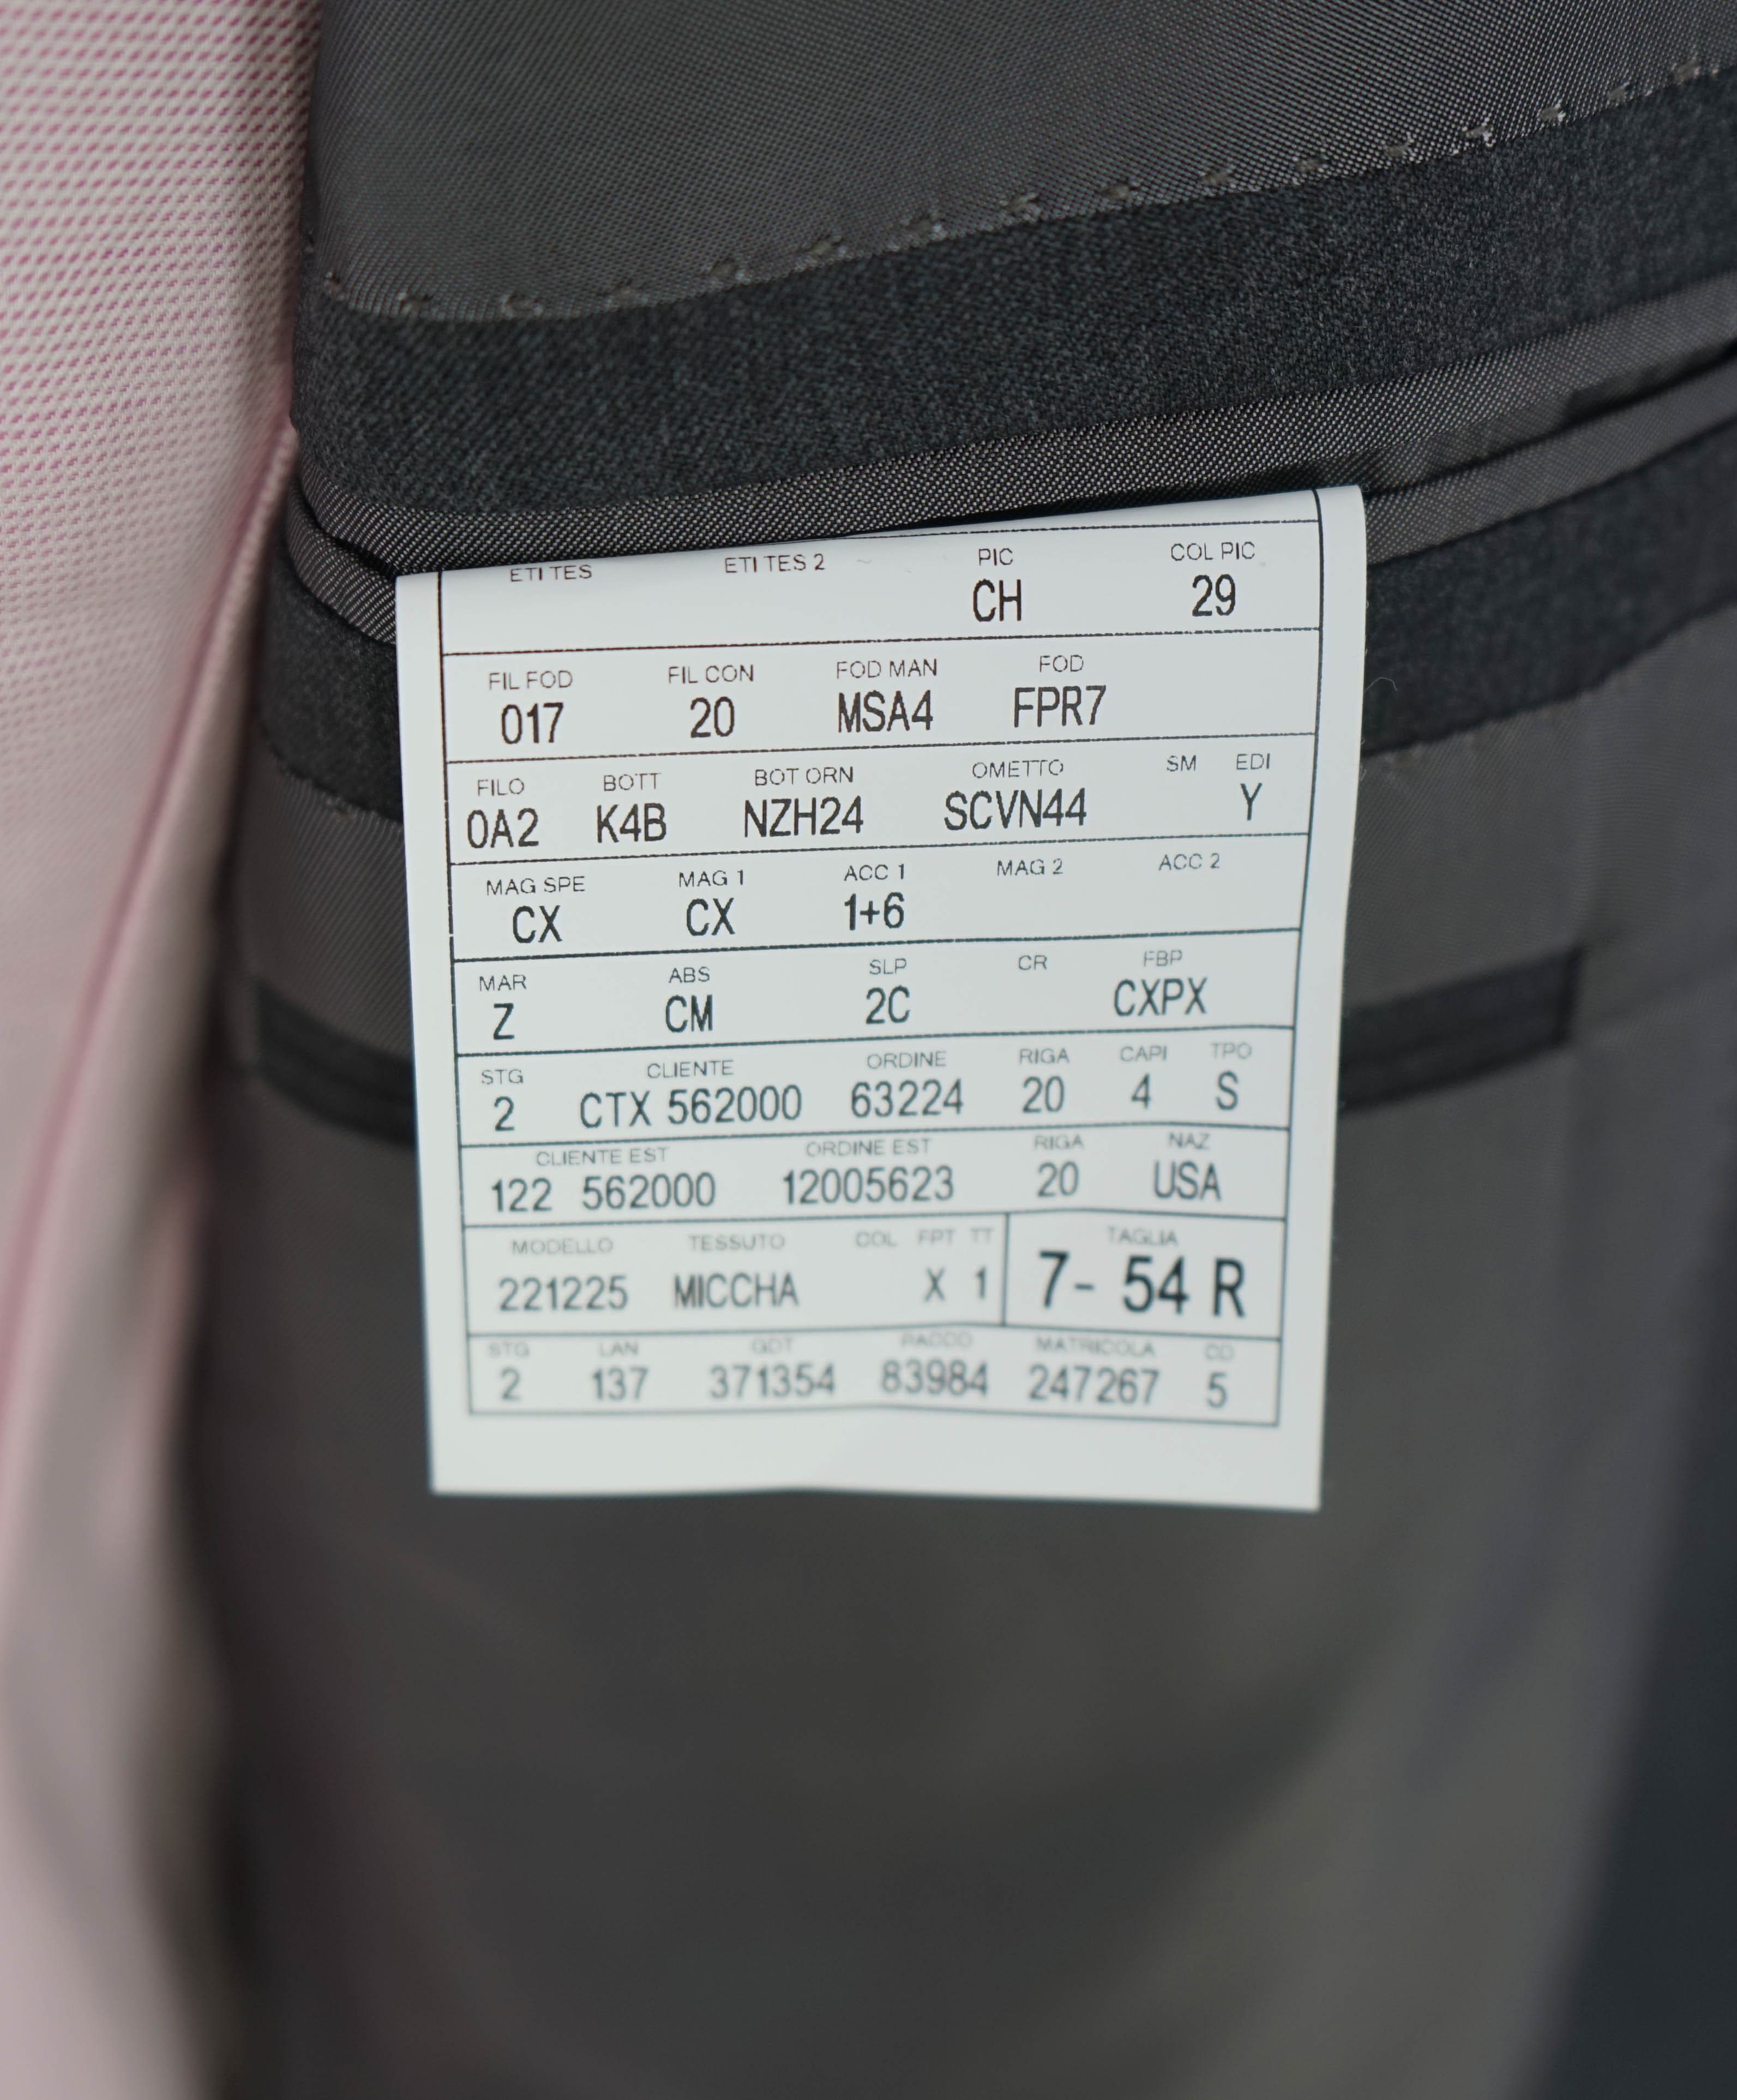 ETI TES ETI TES 2 PIC COL PIC
CH 29
FIL FOD FIL CON FOD MAN FOD
017 20 MSA4 FPR7
FILO BOTT BOT ORN OMETTO SM EDI
0A2 K4B NZH24 SCVN44 Y
MAG SPE MAG 1 ACC 1 MAG 2 ACC 2
CX CX 1+6
MAR ABS SLP CR FBP
Z CM 2C CXPX
STG CLIENTE ORDINE RIGA CAPI TPO
2 CTX 562000 63224 20 4 S
CLIENTE EST ORDINE EST RIGA NAZ
122 562000 12005623 20 USA
MODELLO TESSUTO COL FPT TT TAGLIA
221225 MICCHA X 1 7- 54 R
STG LAN GDT PACCO MATRICOLA CD
2 137 371354 83984 247267 5